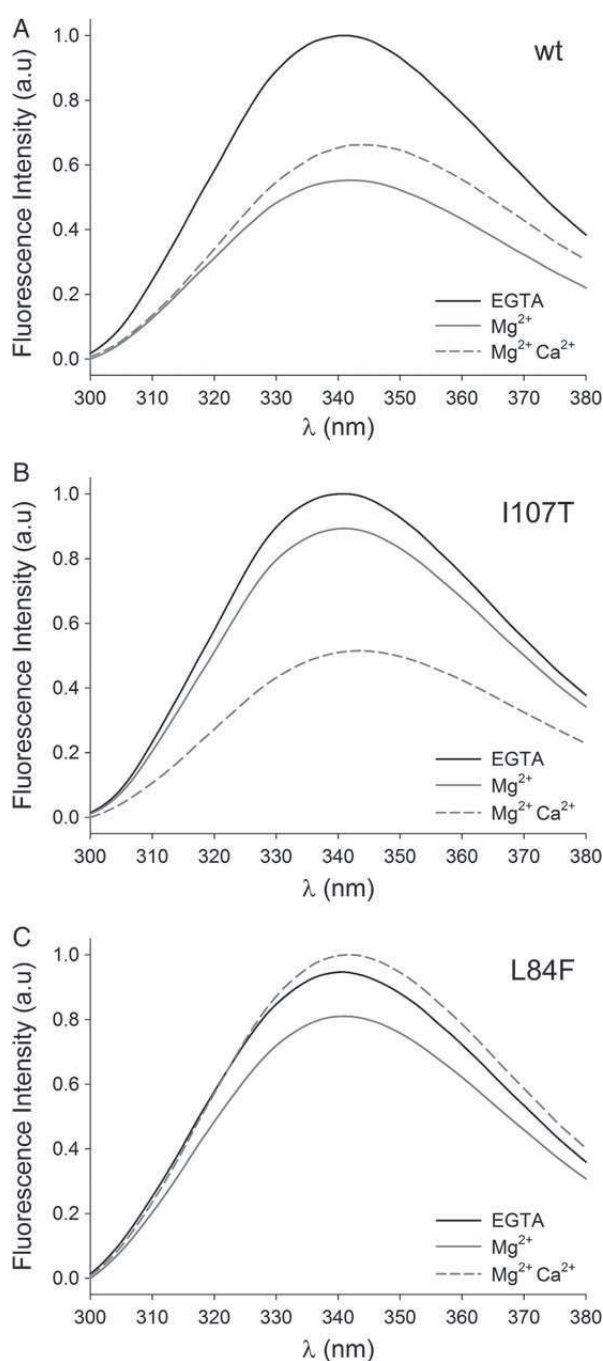 A
wt
Fluorescence Intensity (a.u)
1.0
0.8
0.6
0.4
0.2
0.0
EGTA
Mg²⁺
Mg²⁺ Ca²⁺
300 310 320 330 340 350 360 370 380
λ (nm)
B
I107T
Fluorescence Intensity (a.u)
1.0
0.8
0.6
0.4
0.2
0.0
EGTA
Mg²⁺
Mg²⁺ Ca²⁺
300 310 320 330 340 350 360 370 380
λ (nm)
C
L84F
Fluorescence Intensity (a.u)
1.0
0.8
0.6
0.4
0.2
0.0
EGTA
Mg²⁺
Mg²⁺ Ca²⁺
300 310 320 330 340 350 360 370 380
λ (nm)